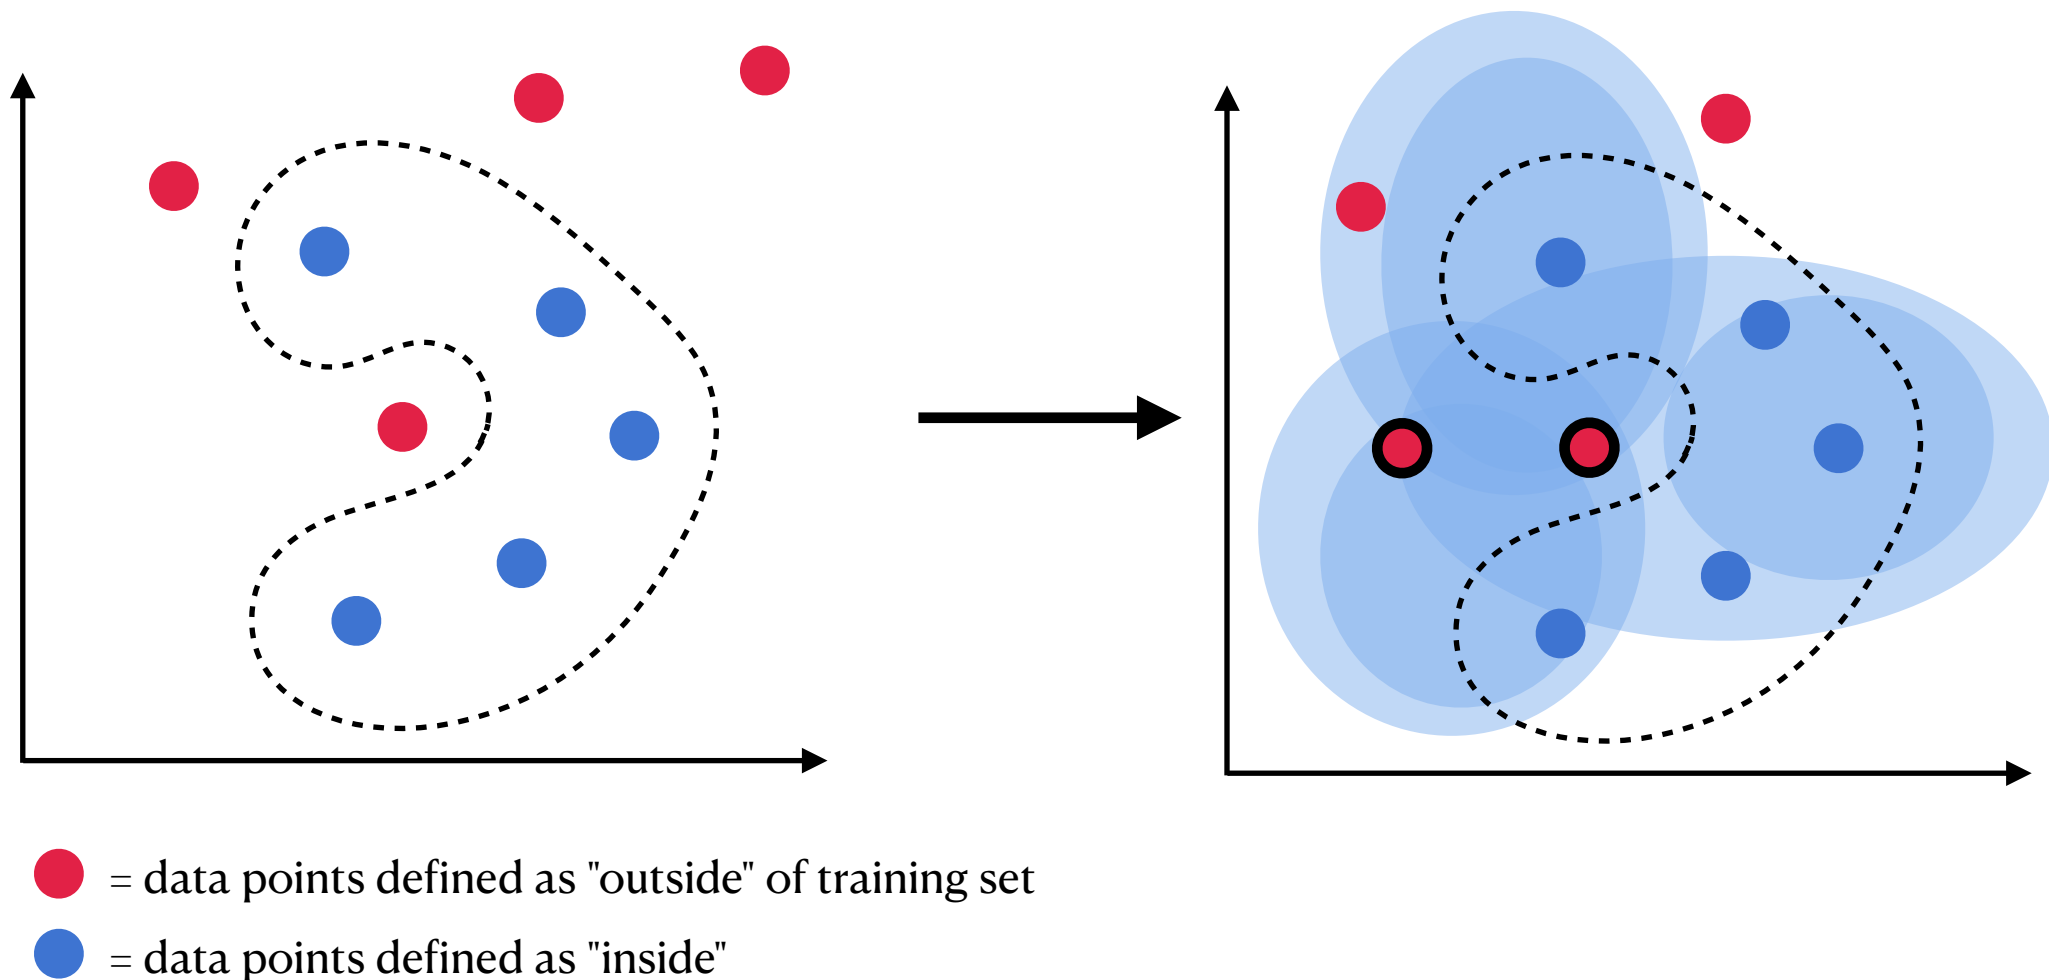 = data points defined as "outside" of training set
= data points defined as "inside"